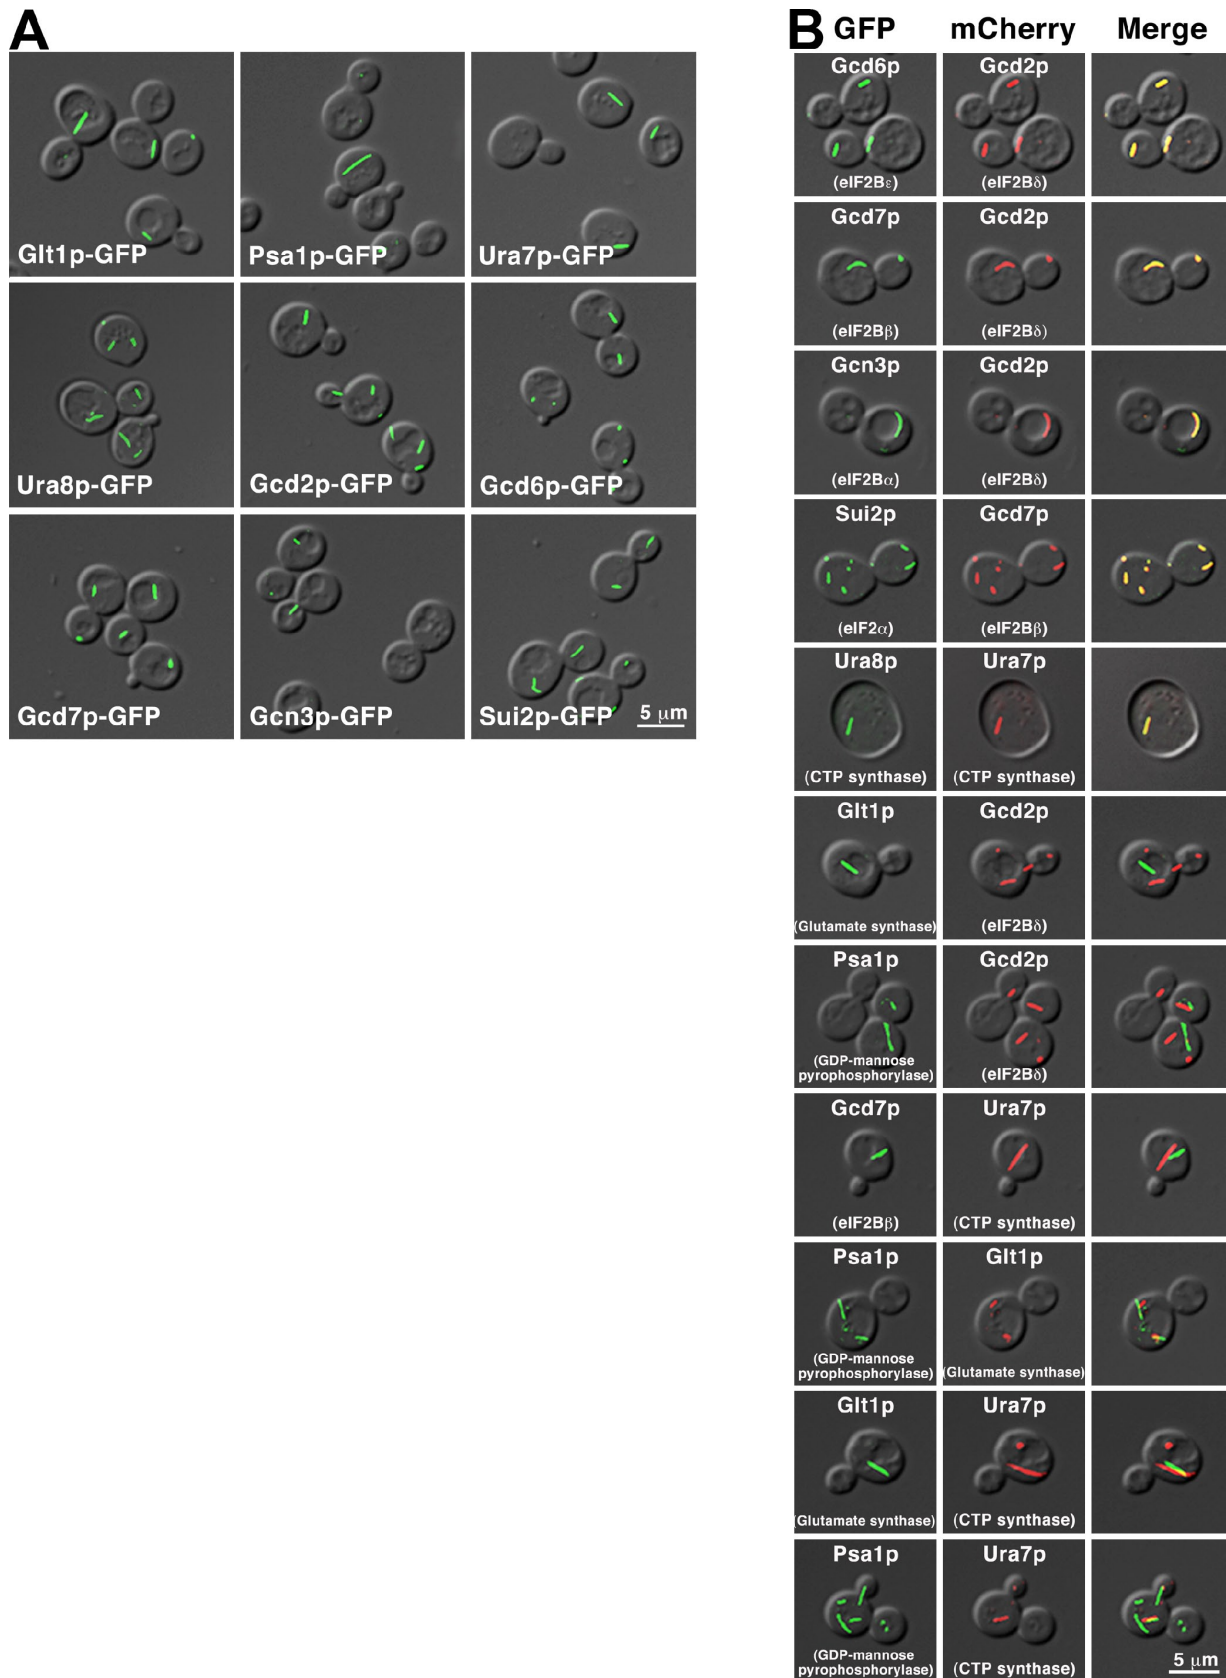 A
Glt1p-GFP
Psa1p-GFP
Ura7p-GFP
Ura8p-GFP
Gcd2p-GFP
Gcd6p-GFP
Gcd7p-GFP
Gcn3p-GFP
Sui2p-GFP
5 μm
B
GFP
mCherry
Merge
Gcd6p
Gcd2p
(eIF2Bε)
(eIF2Bδ)
Gcd7p
Gcd2p
(eIF2Bβ)
(eIF2Bδ)
Gcn3p
Gcd2p
(eIF2Bα)
(eIF2Bδ)
Sui2p
Gcd7p
(eIF2α)
(eIF2Bβ)
Ura8p
Ura7p
(CTP synthase)
(CTP synthase)
Glt1p
Gcd2p
(Glutamate synthase)
(eIF2Bδ)
Psa1p
Gcd2p
(GDP-mannose
pyrophosphorylase)
(eIF2Bδ)
Gcd7p
Ura7p
(eIF2Bβ)
(CTP synthase)
Psa1p
Glt1p
(GDP-mannose
pyrophosphorylase)
(Glutamate synthase)
Glt1p
Ura7p
(Glutamate synthase)
(CTP synthase)
Psa1p
Ura7p
(GDP-mannose
pyrophosphorylase)
(CTP synthase)
5 μm